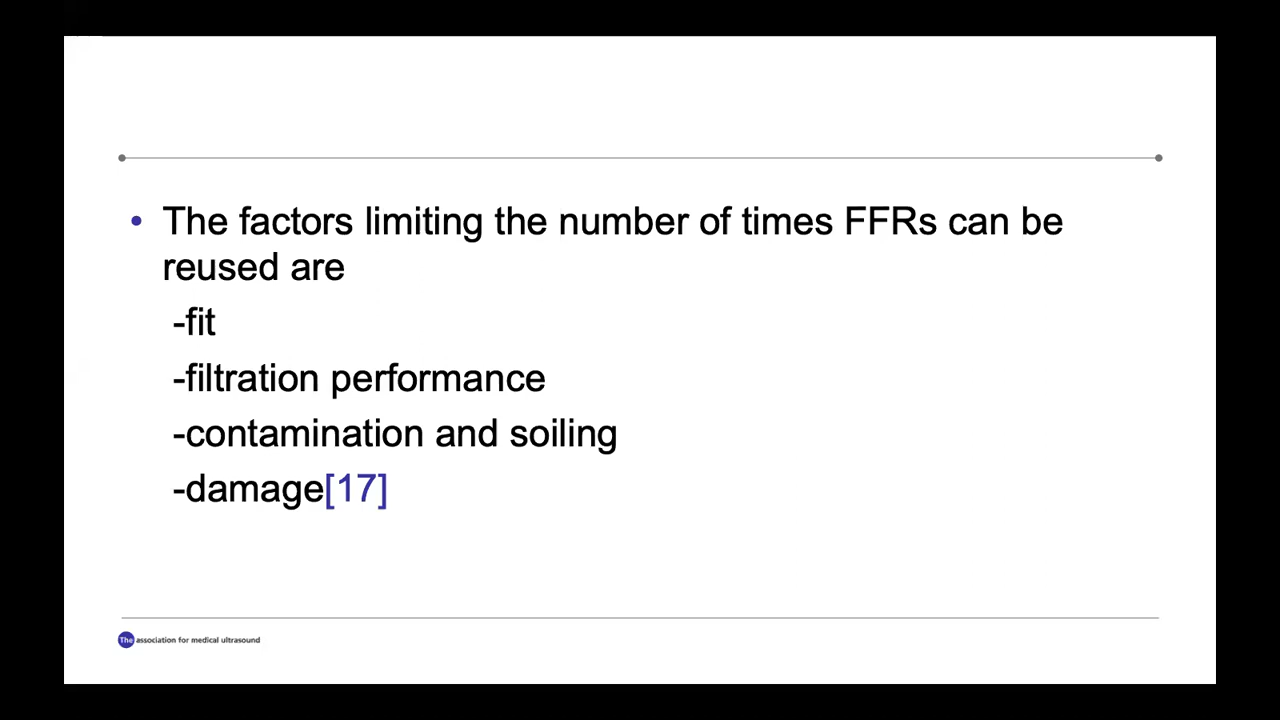 • The factors limiting the number of times FFRs can be
reused are
-fit
-filtration performance
-contamination and soiling
-damage[17]
The association for medical ultrasound